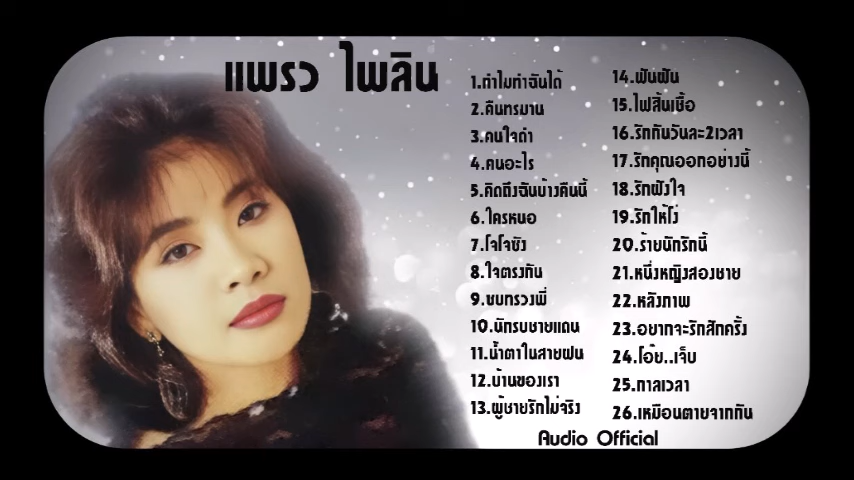 แพรว ไพลิน
1.ทำไมทำฉันได้
2.คืนทรมาน
3.คนใจดำ
4.คนอะไร
5.คิดถึงฉันบ้างคืนนี้
6.ใครหนอ
7.โจโจซัง
8.ใจตรงกัน
9.ซบทรวงพี่
10.นักรบชายแดน
11.น้ำตาในสายฝน
12.บ้านของเรา
13.ผู้ชายรักไม่จริง
14.ฝันฝัน
15.ไฟสิ้นเชื้อ
16.รักกันวันละ2เวลา
17.รักคุณออกอย่างนี้
18.รักฝังใจ
19.รักให้โง่
20.ร้ายนักรักนี้
21.หนึ่งหญิงสองชาย
22.หลังภาพ
23.อยากจะรักสักครั้ง
24.โอ้ย..เจ็บ
25.กาลเวลา
26.เหมือนตายจากกัน
Audio Official